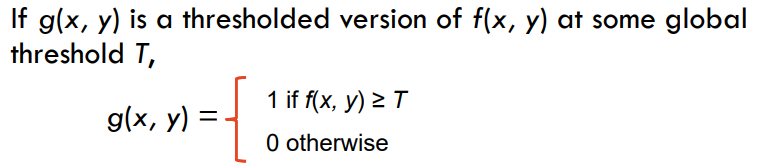 If g(x, y) is a thresholded version of f(x, y) at some global
threshold T,
1 if f(x, y) ≥ T
g(x, y) =
0 otherwise